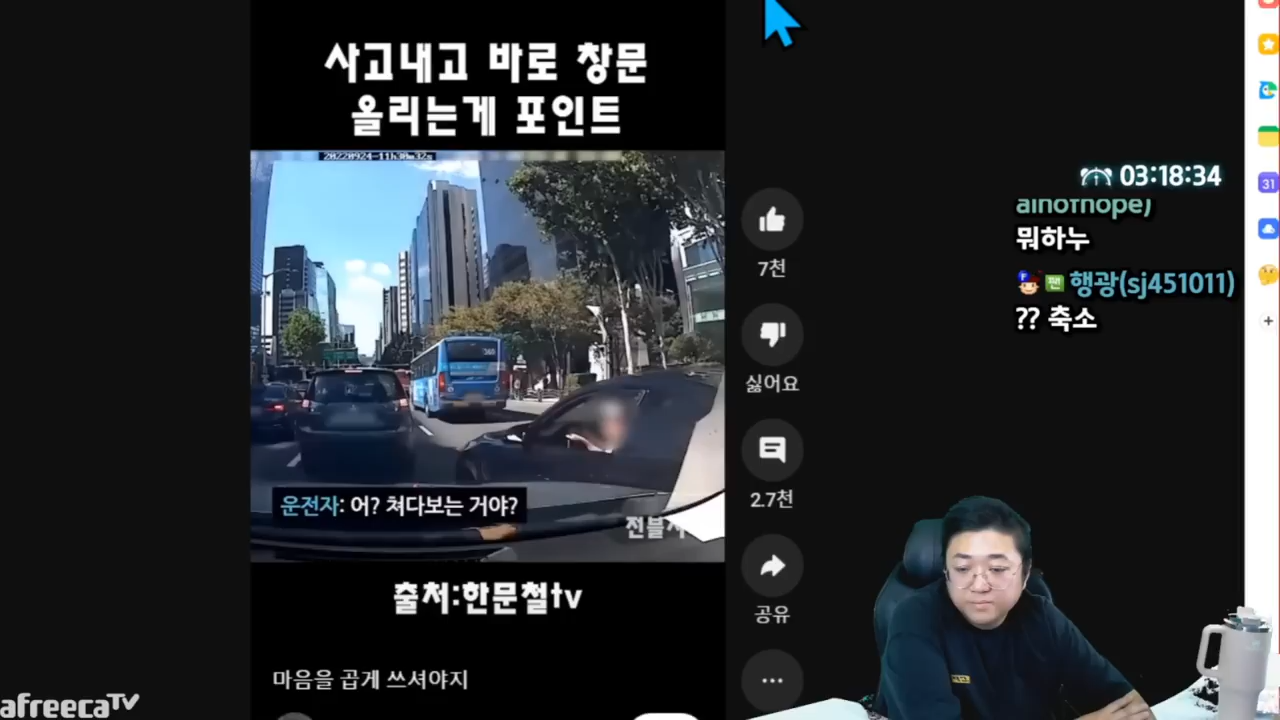 사고내고 바로 창문
올리는게 포인트
20220924-11h30m32s
운전자: 어? 쳐다보는 거야?
출처:한문철tv
마음을 곱게 쓰셔야지
7천
싫어요
2.7천
공유
31
03:18:34
뭐하누
행광(sj451011)
?? 축소
afreecaTV